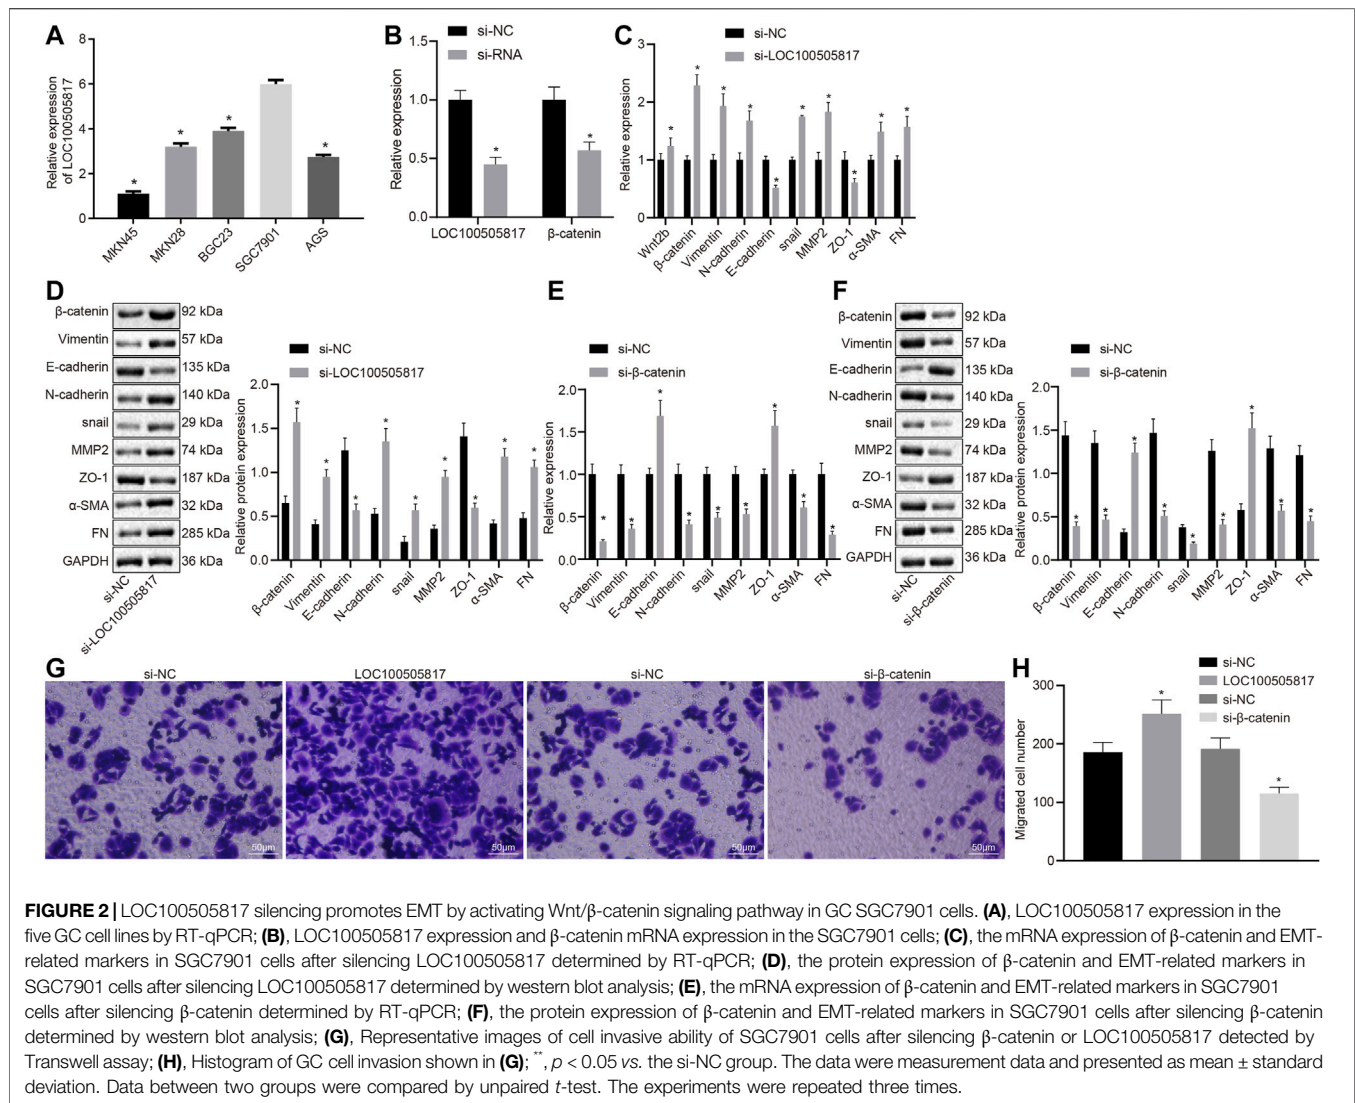 A
Relative expression
of LOC100505817
8
6
4
2
0
*
*
*
*
MKN45
MKN28
BGC23
SGC7901
AGS
B
si-NC
si-RNA
Relative expression
1.5
1.0
0.5
0.0
*
*
LOC100505817
β-catenin
C
si-NC
si-LOC100505817
Relative expression
3
2
1
0
*
*
*
*
*
*
*
*
*
*
Wnt2b
β-catenin
Vimentin
N-cadherin
E-cadherin
snail
MMP2
ZO-1
α-SMA
FN
D
β-catenin 92 kDa
Vimentin 57 kDa
E-cadherin 135 kDa
N-cadherin 140 kDa
snail 29 kDa
MMP2 74 kDa
ZO-1 187 kDa
α-SMA 32 kDa
FN 285 kDa
GAPDH 36 kDa
si-NC
si-LOC100505817
si-NC
si-LOC100505817
Relative protein expression
2.0
1.5
1.0
0.5
0.0
*
*
*
*
*
*
*
*
*
β-catenin
Vimentin
E-cadherin
N-cadherin
snail
MMP2
ZO-1
α-SMA
FN
E
si-NC
si-β-catenin
Relative expression
2.0
1.5
1.0
0.5
0.0
*
*
*
*
*
*
*
*
*
β-catenin
Vimentin
E-cadherin
N-cadherin
snail
MMP2
ZO-1
α-SMA
FN
F
β-catenin 92 kDa
Vimentin 57 kDa
E-cadherin 135 kDa
N-cadherin 140 kDa
snail 29 kDa
MMP2 74 kDa
ZO-1 187 kDa
α-SMA 32 kDa
FN 285 kDa
GAPDH 36 kDa
si-NC
si-β-catenin
si-NC
si-β-catenin
Relative protein expression
2.0
1.5
1.0
0.5
0.0
*
*
*
*
*
*
*
*
*
β-catenin
Vimentin
E-cadherin
N-cadherin
snail
MMP2
ZO-1
α-SMA
FN
G
si-NC LOC100505817 si-NC si-β-catenin
50μm 50μm 50μm 50μm
H
si-NC
LOC100505817
si-NC
si-β-catenin
Migrated cell number
300
200
100
0
*
*
FIGURE 2 | LOC100505817 silencing promotes EMT by activating Wnt/β-catenin signaling pathway in GC SGC7901 cells. (A), LOC100505817 expression in the
five GC cell lines by RT-qPCR; (B), LOC100505817 expression and β-catenin mRNA expression in the SGC7901 cells; (C), the mRNA expression of β-catenin and EMT-
related markers in SGC7901 cells after silencing LOC100505817 determined by RT-qPCR; (D), the protein expression of β-catenin and EMT-related markers in
SGC7901 cells after silencing LOC100505817 determined by western blot analysis; (E), the mRNA expression of β-catenin and EMT-related markers in SGC7901
cells after silencing β-catenin determined by RT-qPCR; (F), the protein expression of β-catenin and EMT-related markers in SGC7901 cells after silencing β-catenin
determined by western blot analysis; (G), Representative images of cell invasive ability of SGC7901 cells after silencing β-catenin or LOC100505817 detected by
Transwell assay; (H), Histogram of GC cell invasion shown in (G); **, p < 0.05 vs. the si-NC group. The data were measurement data and presented as mean ± standard
deviation. Data between two groups were compared by unpaired t-test. The experiments were repeated three times.